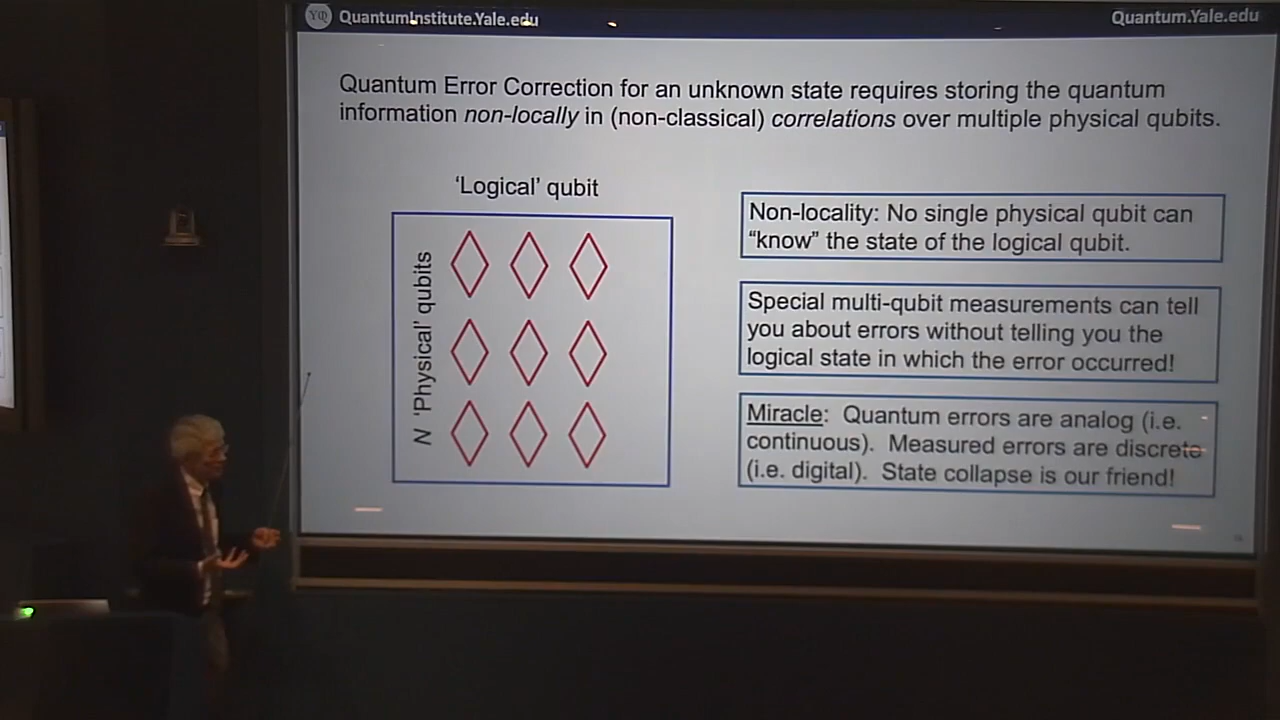 YQ QuantumInstitute.Yale.edu
Quantum.Yale.edu
Quantum Error Correction for an unknown state requires storing the quantum
information non-locally in (non-classical) correlations over multiple physical qubits.
‘Logical’ qubit
N ‘Physical’ qubits
Non-locality: No single physical qubit can
“know” the state of the logical qubit.
Special multi-qubit measurements can tell
you about errors without telling you the
logical state in which the error occurred!
Miracle: Quantum errors are analog (i.e.
continuous). Measured errors are discrete
(i.e. digital). State collapse is our friend!